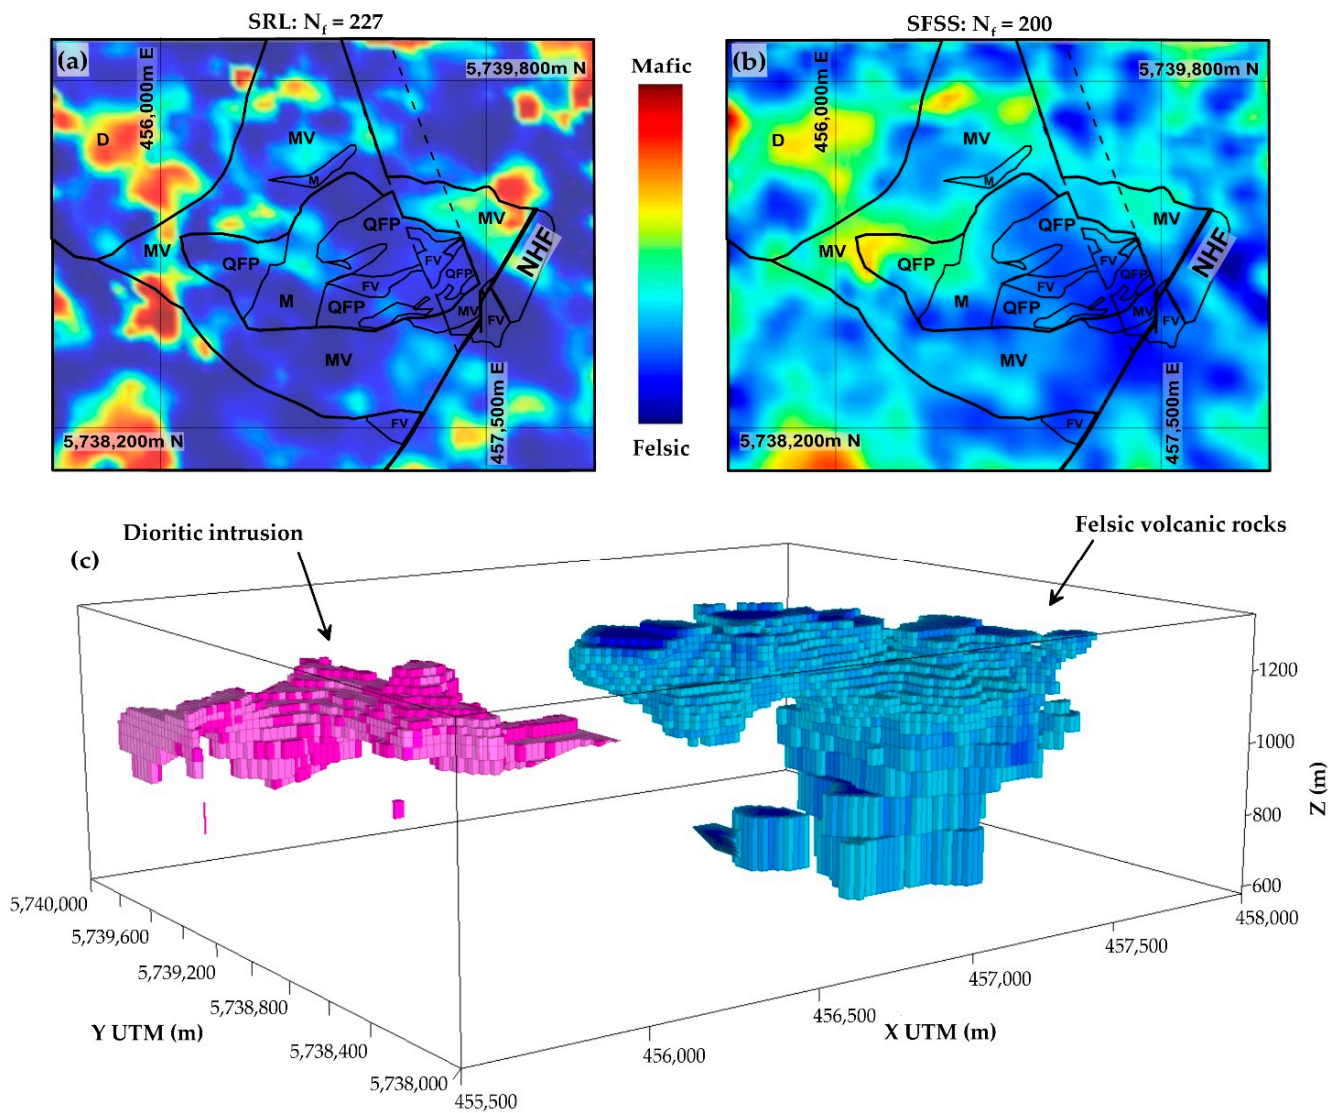 SRL: Nf = 227
SFSS: Nf = 200
(a)
456,000m E
5,739,800m N
D
MV
M
MV
QFP
MV
QFP
FV
QFP
FV
M
QFP
MV
FV
NHF
MV
FV
457,500m E
5,738,200m N
Mafic
Felsic
(b)
456,000m E
5,739,800m N
D
MV
M
MV
QFP
MV
QFP
FV
QFP
FV
M
QFP
MV
FV
NHF
MV
FV
457,500m E
5,738,200m N
(c)
Dioritic intrusion
Felsic volcanic rocks
1200
1000
800
600
Z (m)
5,740,000
5,739,600
5,739,200
5,738,800
5,738,400
5,738,000
Y UTM (m)
455,500
456,000
456,500
457,000
457,500
458,000
X UTM (m)